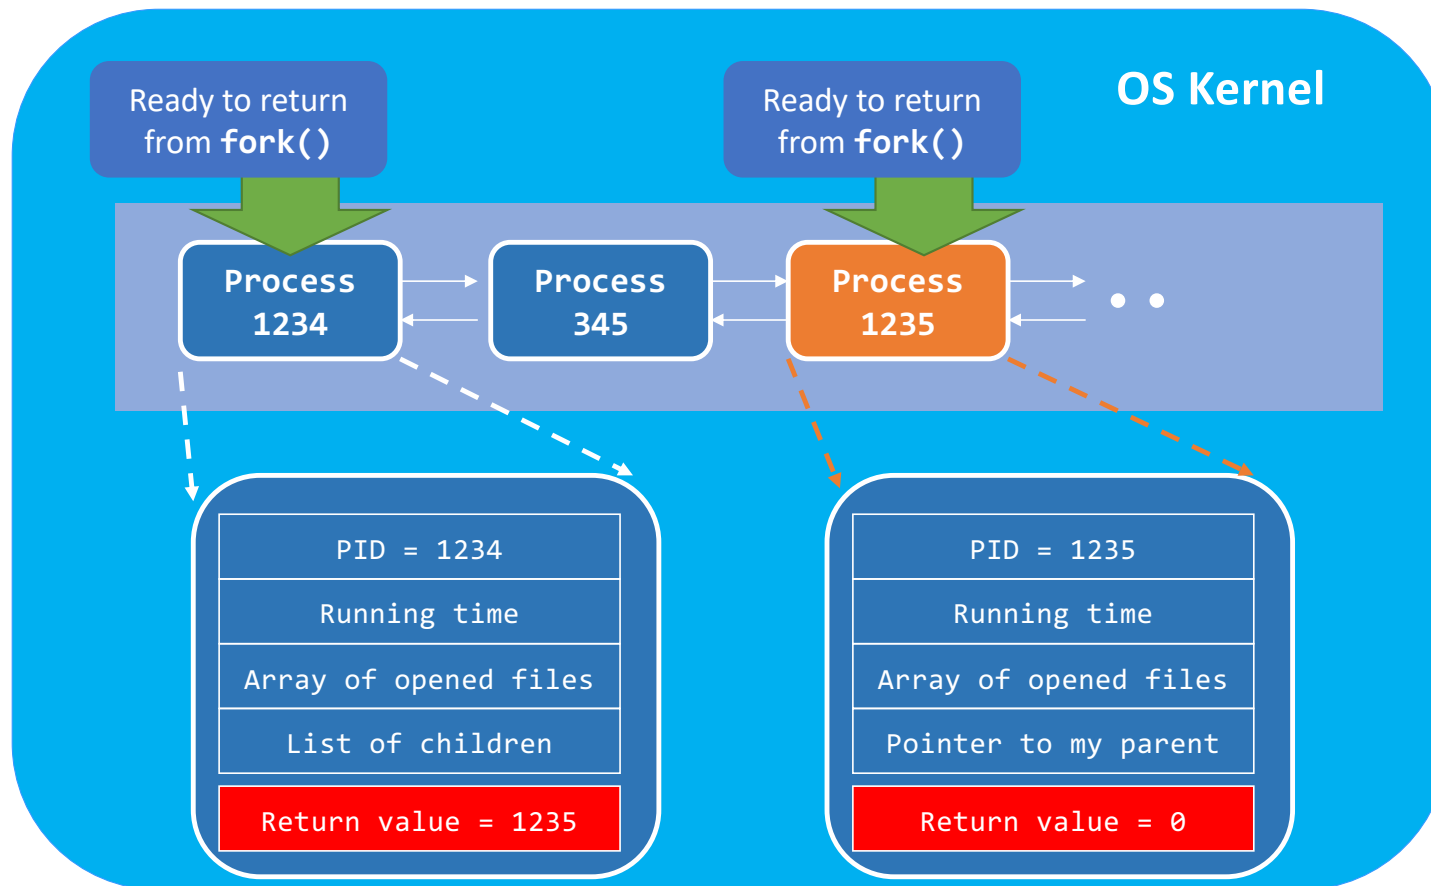 OS Kernel
Ready to return
from fork()
Ready to return
from fork()
Process
1234
Process
345
Process
1235
PID = 1234
Running time
Array of opened files
List of children
Return value = 1235
PID = 1235
Running time
Array of opened files
Pointer to my parent
Return value = 0